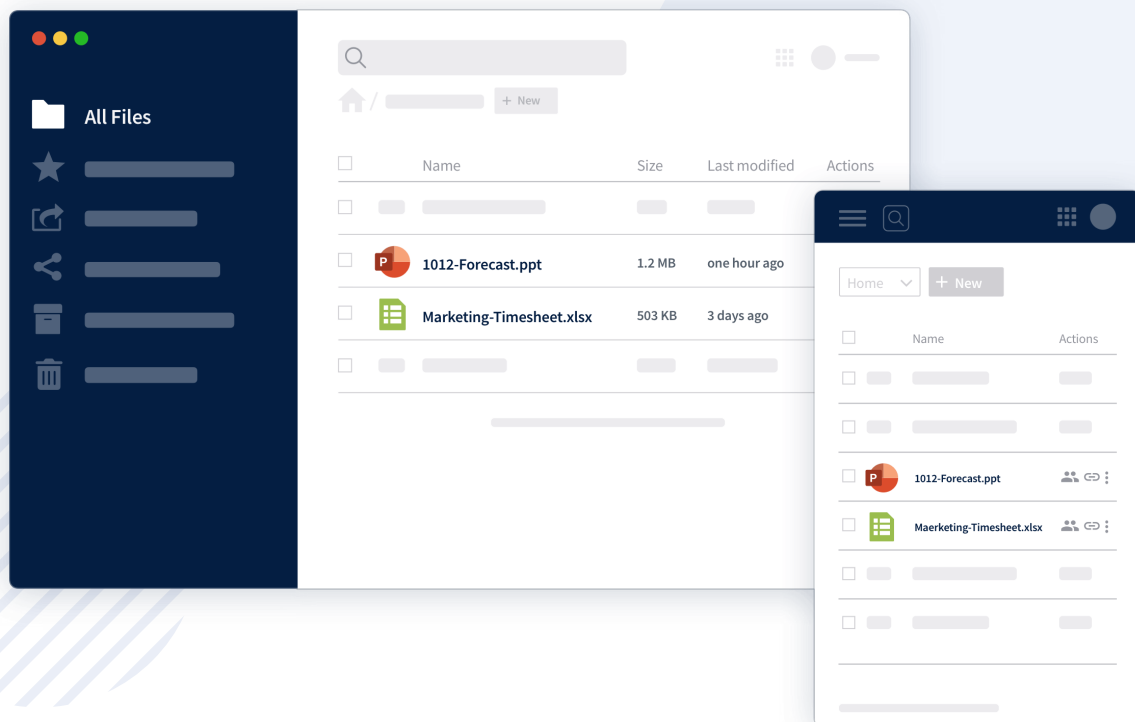 All Files
+ New
Name Size Last modified Actions
P 1012-Forecast.ppt 1.2 MB one hour ago
Marketing-Timesheet.xlsx 503 KB 3 days ago
Home + New
Name Actions
P 1012-Forecast.ppt
Maerketing-Timesheet.xlsx